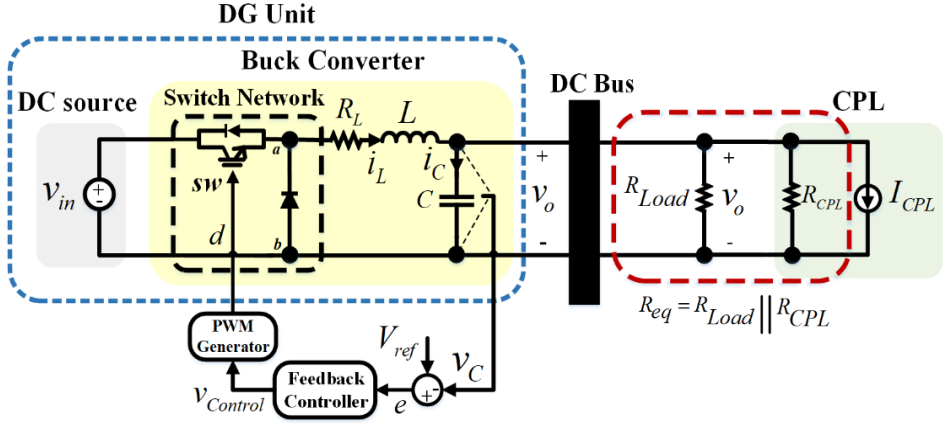 DG Unit
Buck Converter
DC source
Switch Network
DC Bus
CPL
R_L
L
a
i_L
i_C
+
+
v_in
+
-
sw
C
v_o
R_Load
v_o
R_CPL
I_CPL
d
b
-
-
R_eq = R_Load || R_CPL
PWM
Generator
V_ref
v_C
Feedback
Controller
+
-
v_Control
e